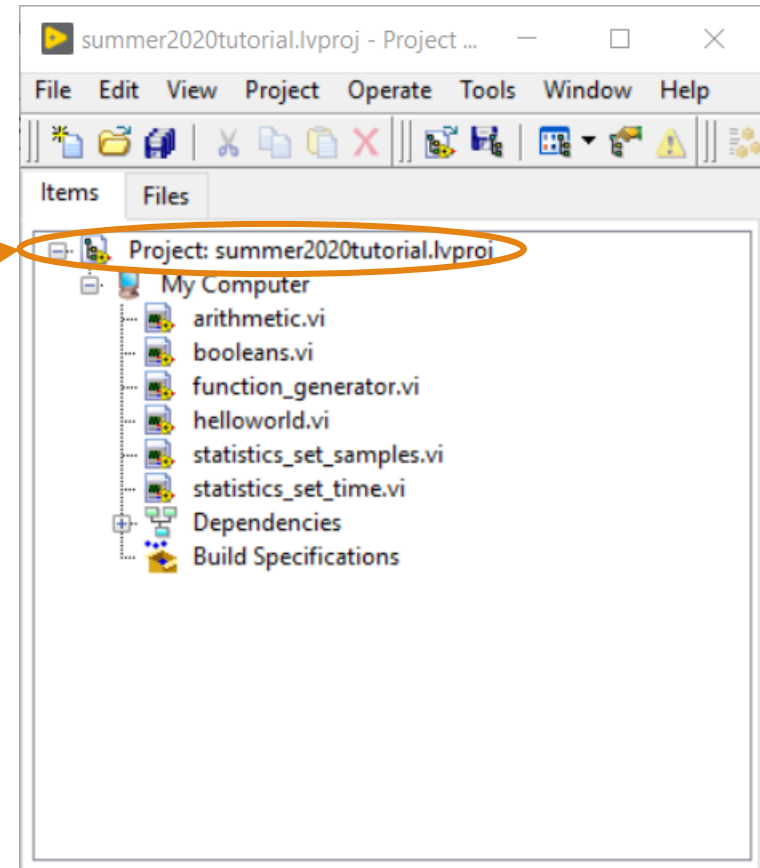 summer2020tutorial.lvproj - Project ...
File Edit View Project Operate Tools Window Help
Items Files
Project: summer2020tutorial.lvproj
My Computer
arithmetic.vi
booleans.vi
function_generator.vi
helloworld.vi
statistics_set_samples.vi
statistics_set_time.vi
Dependencies
Build Specifications